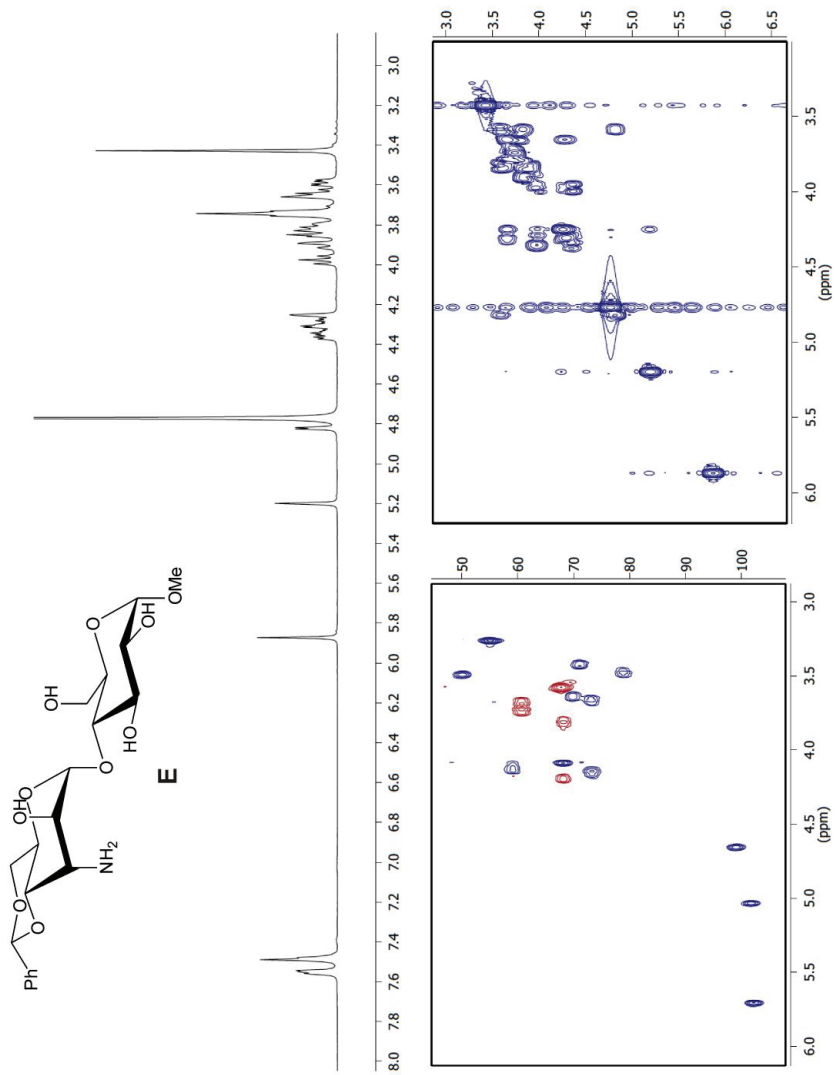 Ph
O
O
OH
O
NH₂
O
OH
HO
O
OH
OMe
E
8.0 7.8 7.6 7.4 7.2 7.0 6.8 6.6 6.4 6.2 6.0 5.8 5.6 5.4 5.2 5.0 4.8 4.6 4.4 4.2 4.0 3.8 3.6 3.4 3.2 3.0
50
60
70
80
90
100
6.0 5.5 5.0 4.5 4.0 3.5 3.0
(ppm)
3.0
3.5
4.0
4.5
5.0
5.5
6.0
6.5
6.0 5.5 5.0 4.5 4.0 3.5
(ppm)